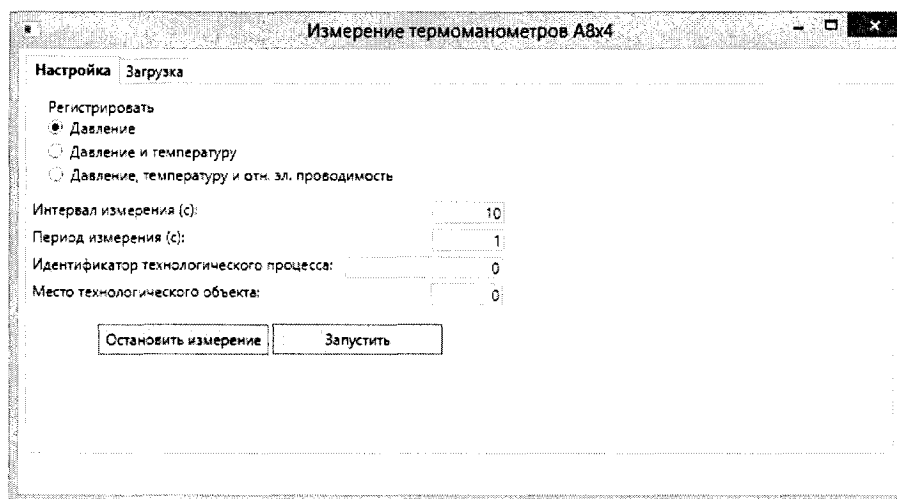 Измерение термоманометров А8х4
Настройка Загрузка
Регистрировать
Давление
Давление и температуру
Давление, температуру и отн. эл. проводимость
Интервал измерения (с): 10
Период измерения (с): 1
Идентификатор технологического процесса: 0
Место технологического объекта: 0
Остановить измерение Запустить